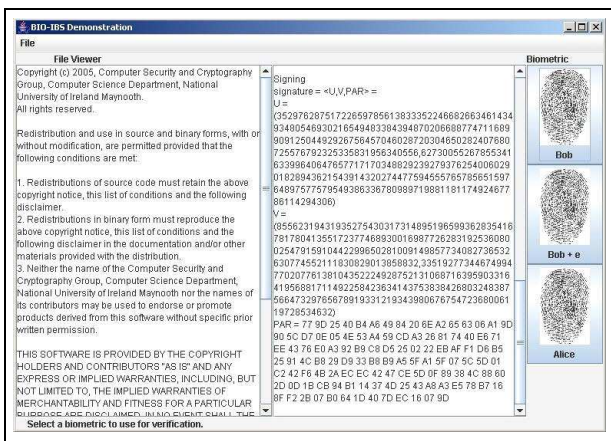 BIO-IBS Demonstration
File
File Viewer
Copyright (c) 2005, Computer Security and Cryptography
Group, Computer Science Department, National
University of Ireland Maynooth.
All rights reserved.
Redistribution and use in source and binary forms, with or
without modification, are permitted provided that the
following conditions are met:
1. Redistributions of source code must retain the above
copyright notice, this list of conditions and the following
disclaimer.
2. Redistributions in binary form must reproduce the
above copyright notice, this list of conditions and the
following disclaimer in the documentation and/or other
materials provided with the distribution.
3. Neither the name of the Computer Security and
Cryptography Group, Computer Science Department,
National University of Ireland Maynooth nor the names of
its contributors may be used to endorse or promote
products derived from this software without specific prior
written permission.
THIS SOFTWARE IS PROVIDED BY THE COPYRIGHT
HOLDERS AND CONTRIBUTORS "AS IS" AND ANY
EXPRESS OR IMPLIED WARRANTIES, INCLUDING, BUT
NOT LIMITED TO, THE IMPLIED WARRANTIES OF
MERCHANTABILITY AND FITNESS FOR A PARTICULAR
PURPOSE ARE DISCLAIMED. IN NO EVENT SHALL THE
Signing
signature = <U,V,PAR> =
U =
V =
PAR = 77 9D 25 40 B4 A6 49 84 20 6E A2 65 63 06 A1 9D
90 5C D7 0E 05 4E 53 A4 59 CD A3 26 81 74 40 E6 71
EE 43 76 E0 A3 92 B9 C8 D5 25 02 22 EB AF F1 D6 B5
25 91 4C B8 29 D9 33 B8 B9 A5 5F A1 5F 07 5C 5D 01
C2 42 F6 4B 2A EC EC 42 47 CE 5D 0F 89 38 4C 88 60
2D 0D 1B CB 94 B1 14 37 4D 25 43 A8 A3 E5 78 B7 16
8F F2 2B 07 B0 64 1D 40 7D EC 16 07 9D
Biometric
Bob
Bob + e
Alice
Select a biometric to use for verification.